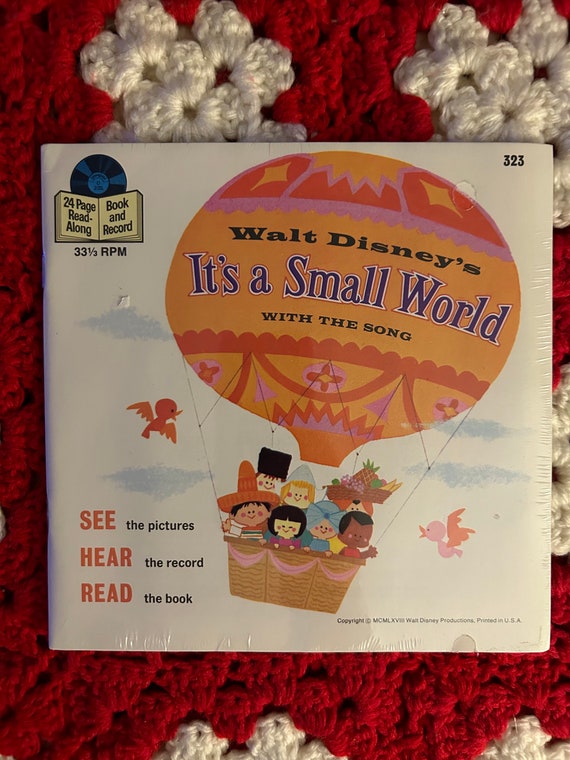 323
24 Page
Read-
Along
Book
and
Record
33⅓ RPM
Walt Disney's
It's a Small World
WITH THE SONG
SEE the pictures
HEAR the record
READ the book
Copyright © MCMLXVIII Walt Disney Productions, Printed in U.S.A.